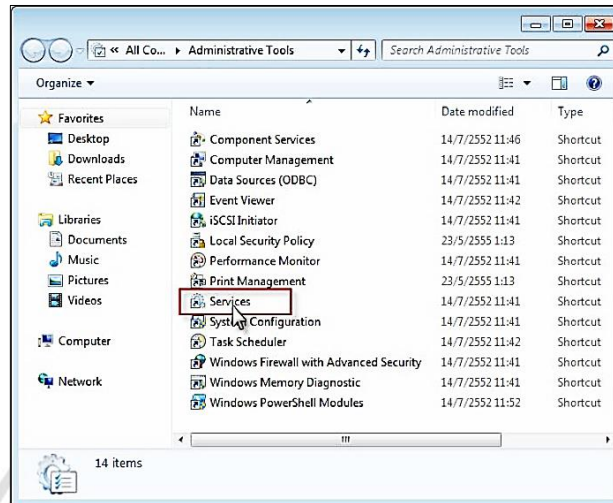 « All Co... ▸ Administrative Tools Search Administrative Tools
Organize
Name Date modified Type
Favorites
Desktop
Downloads
Recent Places
Libraries
Documents
Music
Pictures
Videos
Computer
Network
Component Services 14/7/2552 11:46 Shortcut
Computer Management 14/7/2552 11:41 Shortcut
Data Sources (ODBC) 14/7/2552 11:41 Shortcut
Event Viewer 14/7/2552 11:42 Shortcut
iSCSI Initiator 14/7/2552 11:41 Shortcut
Local Security Policy 23/5/2555 1:13 Shortcut
Performance Monitor 14/7/2552 11:41 Shortcut
Print Management 23/5/2555 1:13 Shortcut
Services 14/7/2552 11:41 Shortcut
System Configuration 14/7/2552 11:41 Shortcut
Task Scheduler 14/7/2552 11:42 Shortcut
Windows Firewall with Advanced Security 14/7/2552 11:41 Shortcut
Windows Memory Diagnostic 14/7/2552 11:41 Shortcut
Windows PowerShell Modules 14/7/2552 11:52 Shortcut
14 items